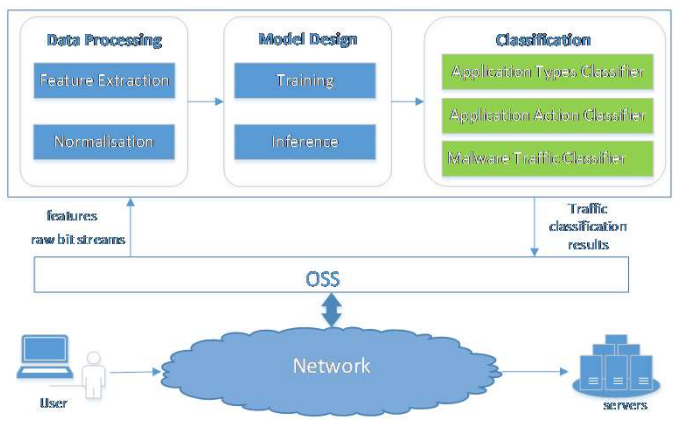 Data Processing
Feature Extraction
Normalisation
Model Design
Training
Inference
Classification
Application Types Classifier
Application Action Classifier
Malware Traffic Classifier
features
raw bit streams
Traffic
classification
results
OSS
Network
User
servers